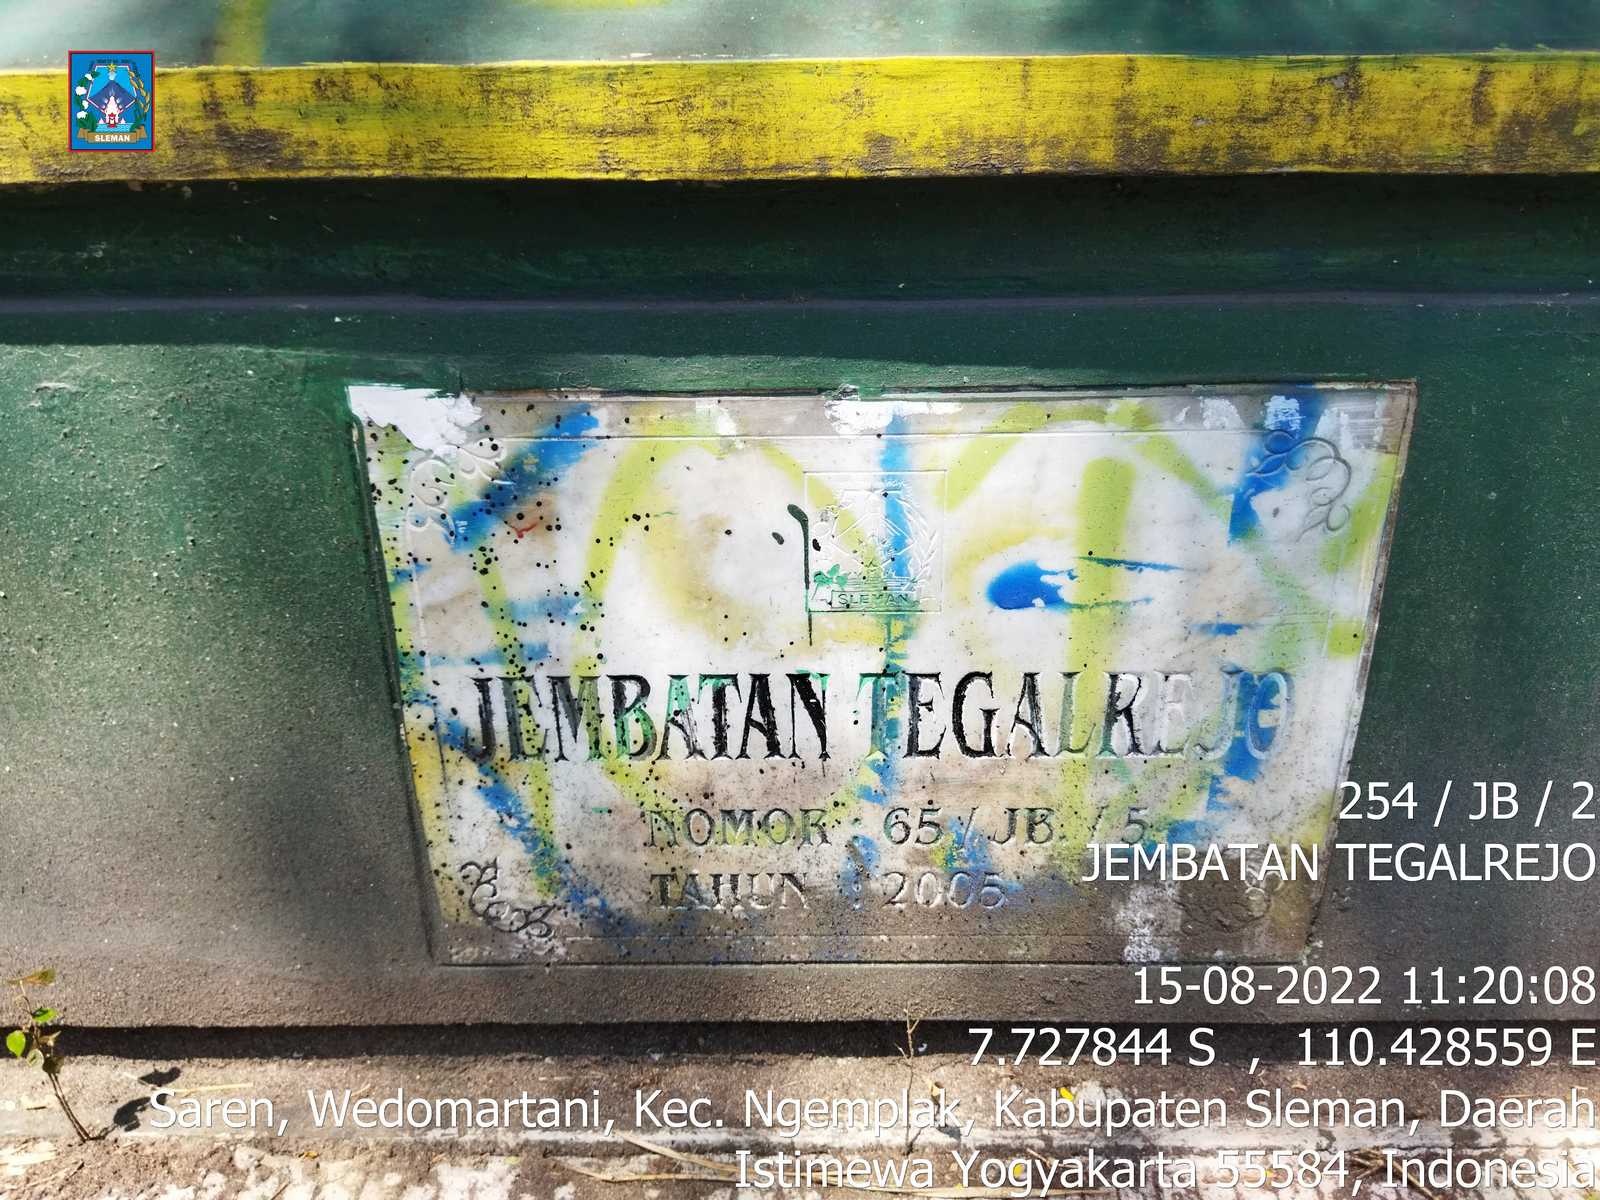 SLEMAN
SLEMAN
JEMBATAN TEGALREJO
NOMOR : 65 / JB. / 5
TAHUN : 2005
254 / JB / 2
JEMBATAN TEGALREJO
15-08-2022 11:20:08
7.727844 S , 110.428559 E
Saren, Wedomartani, Kec. Ngemplak, Kabupaten Sleman, Daerah
Istimewa Yogyakarta 55584, Indonesia